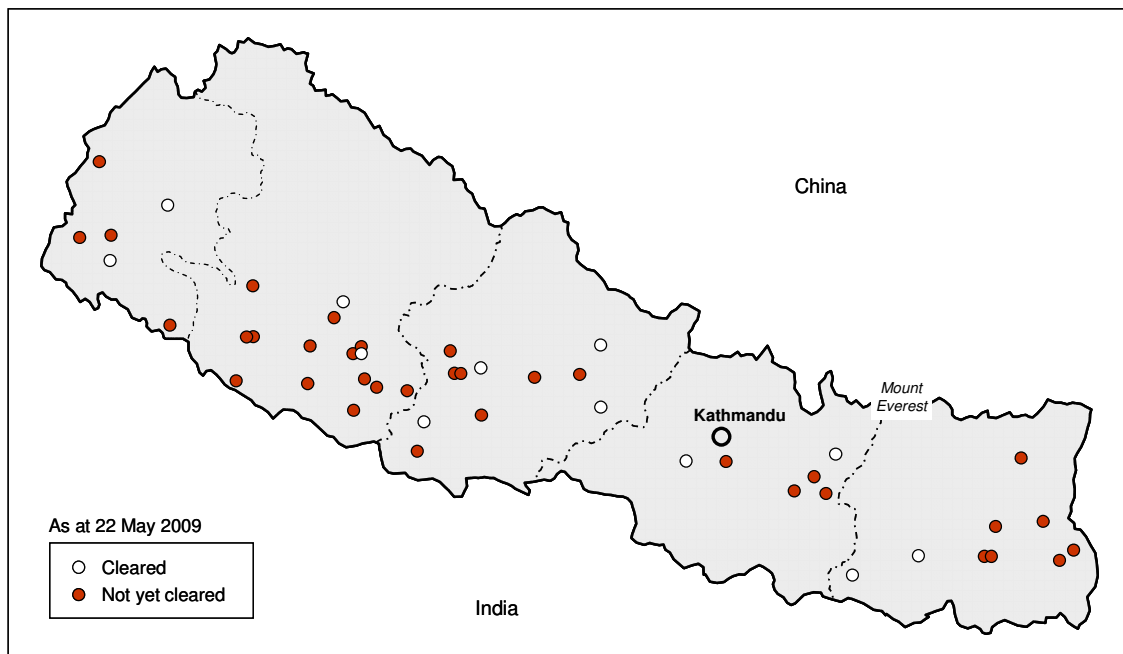 China
Mount
Everest
Kathmandu
As at 22 May 2009
Cleared
Not yet cleared
India